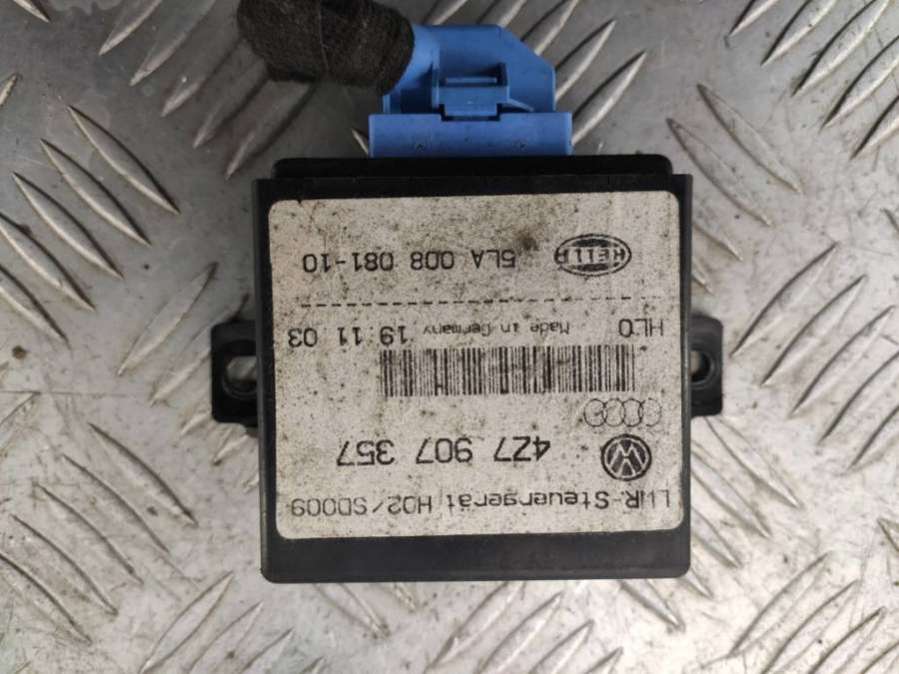 LWR-Steuergerät H02/SD009
4Z7 907 357
HLO Made in Germany 19.11.03
HELLA 5LA 008 081-10